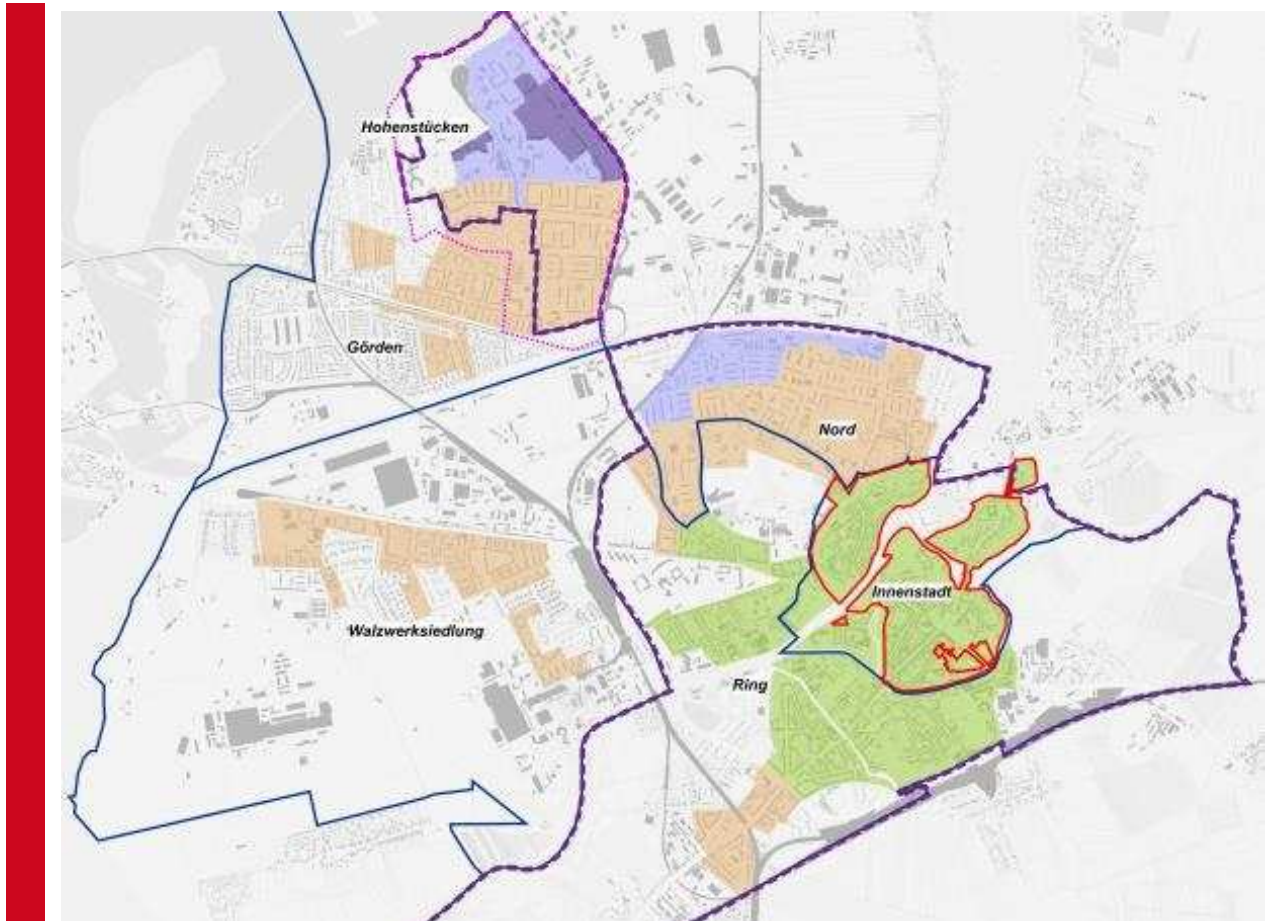 Hohenstücken
Görden
Nord
Innenstadt
Walzwerksiedlung
Ring